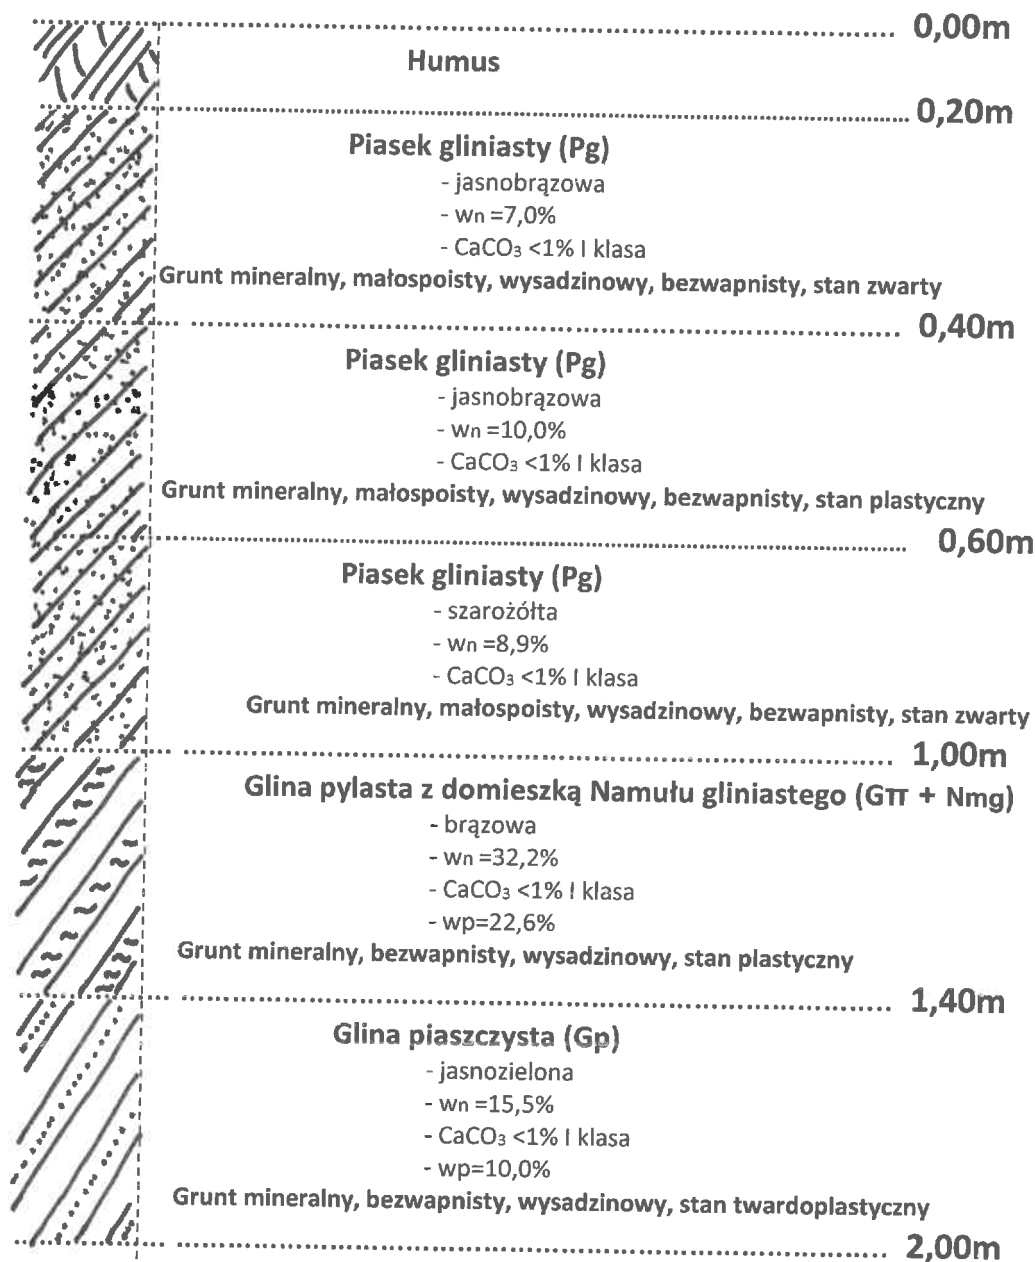 0,00m
Humus
0,20m
Piasek gliniasty (Pg)
- jasnobrązowa
- wn =7,0%
- CaCO₃ <1% I klasa
Grunt mineralny, małospoisty, wysadzinowy, bezwapnisty, stan zwarty
0,40m
Piasek gliniasty (Pg)
- jasnobrązowa
- wn =10,0%
- CaCO₃ <1% I klasa
Grunt mineralny, małospoisty, wysadzinowy, bezwapnisty, stan plastyczny
0,60m
Piasek gliniasty (Pg)
- szarożółta
- wn =8,9%
- CaCO₃ <1% I klasa
Grunt mineralny, małospoisty, wysadzinowy, bezwapnisty, stan zwarty
1,00m
Glina pylasta z domieszką Namułu gliniastego (Gπ + Nmg)
- brązowa
- wn =32,2%
- CaCO₃ <1% I klasa
- wp=22,6%
Grunt mineralny, bezwapnisty, wysadzinowy, stan plastyczny
1,40m
Glina piaszczysta (Gp)
- jasnozielona
- wn =15,5%
- CaCO₃ <1% I klasa
- wp=10,0%
Grunt mineralny, bezwapnisty, wysadzinowy, stan twardoplastyczny
2,00m